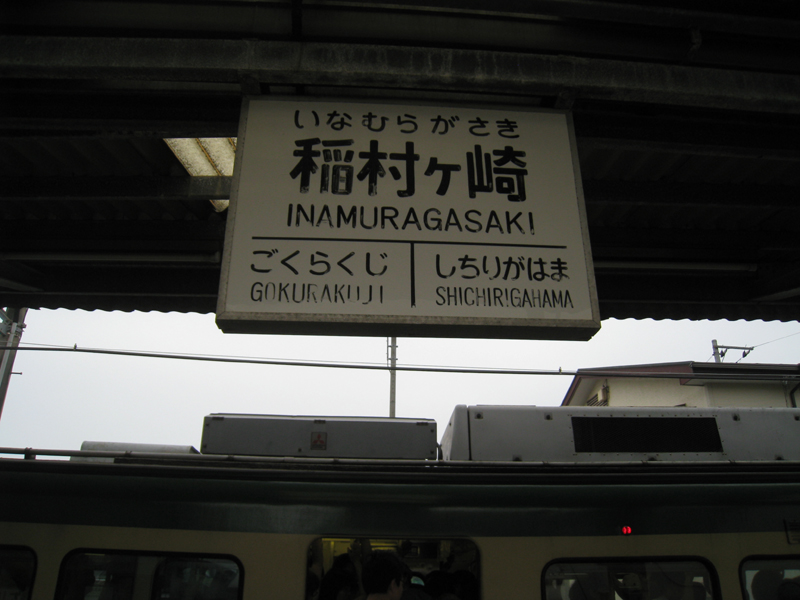 いなむらがさき
稲村ヶ崎
INAMURAGASAKI
ごくらくじ
GOKURAKUJI
しちりがはま
SHICHIRIGAHAMA